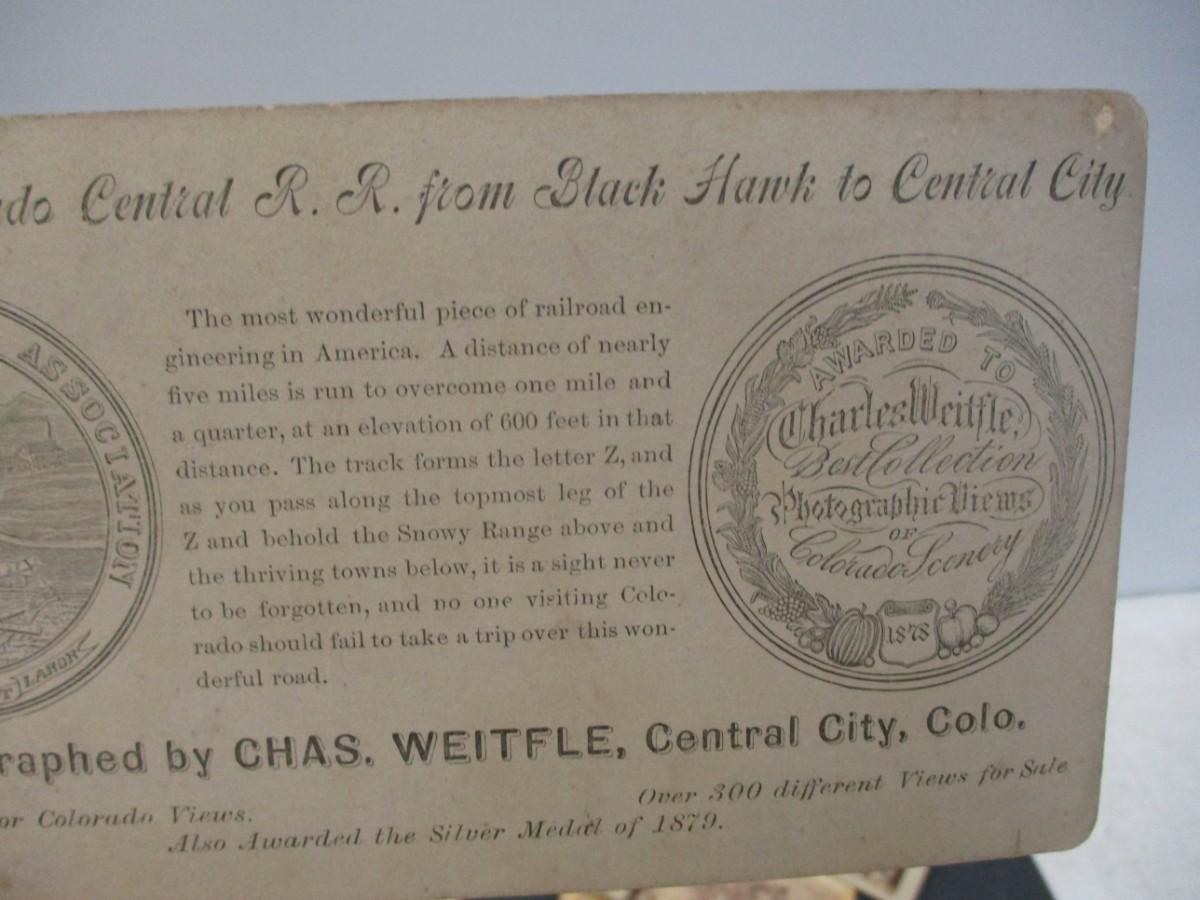 ado Central R. R. from Black Hawk to Central City.
ASSOCIATION
LABOR
The most wonderful piece of railroad en-
gineering in America. A distance of nearly
five miles is run to overcome one mile and
a quarter, at an elevation of 600 feet in that
distance. The track forms the letter Z, and
as you pass along the topmost leg of the
Z and behold the Snowy Range above and
the thriving towns below, it is a sight never
to be forgotten, and no one visiting Colo-
rado should fail to take a trip over this won-
derful road.
AWARDED TO
Charles Weitfle,
Best Collection
Photographic Views
OF
Colorado Scenery
1878
raphed by CHAS. WEITFLE, Central City, Colo.
or Colorado Views.
Over 300 different Views for Sale
Also Awarded the Silver Medal of 1879.